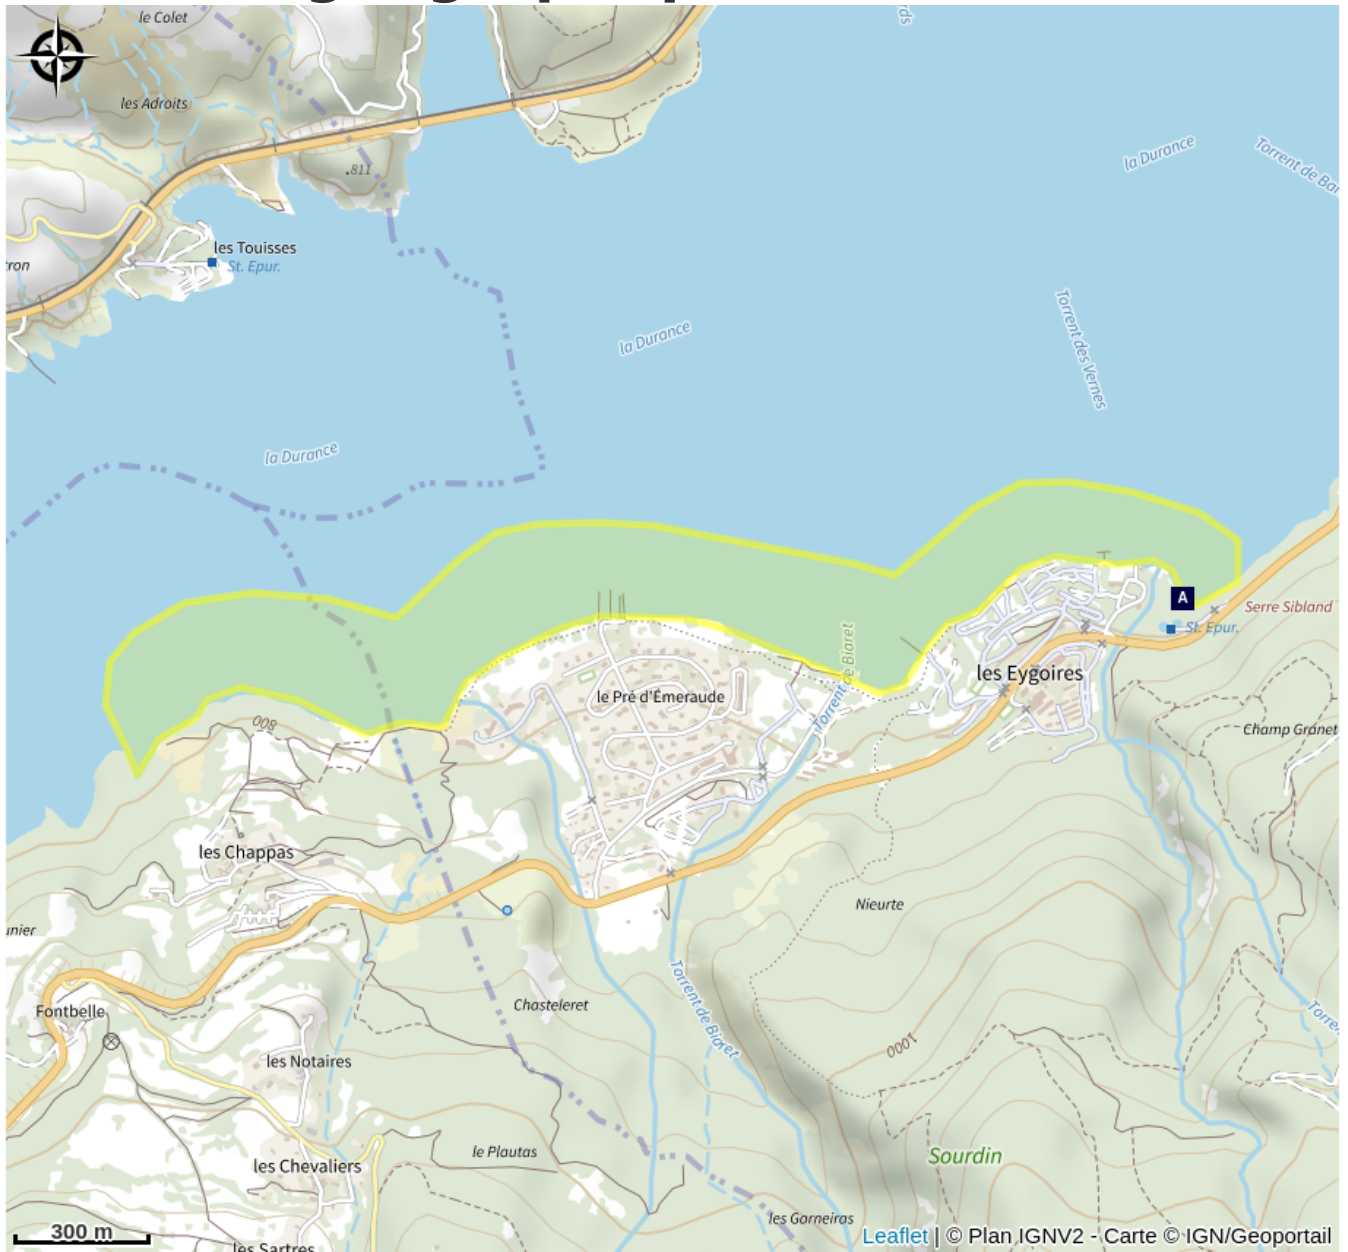 le Colet
les Adroits
.811
la Durance
Torrent de Bar
les Touisses
St. Epur.
tron
la Durance
Torrent des Vernes
la Durance
A
Serre Sibland
St. Epur.
les Eygoires
Torrent de Biaret
le Pré d'Émeraude
800
Champ Granet
les Chappas
Nieurte
unier
Chasteleret
Fontbelle
Torrent de Biaret
Torre
1000
les Notaires
le Plautas
Sourdin
les Chevaliers
les Garneiras
300 m
les Sartres
Leaflet | © Plan IGNV2 - Carte © IGN/Geoportail